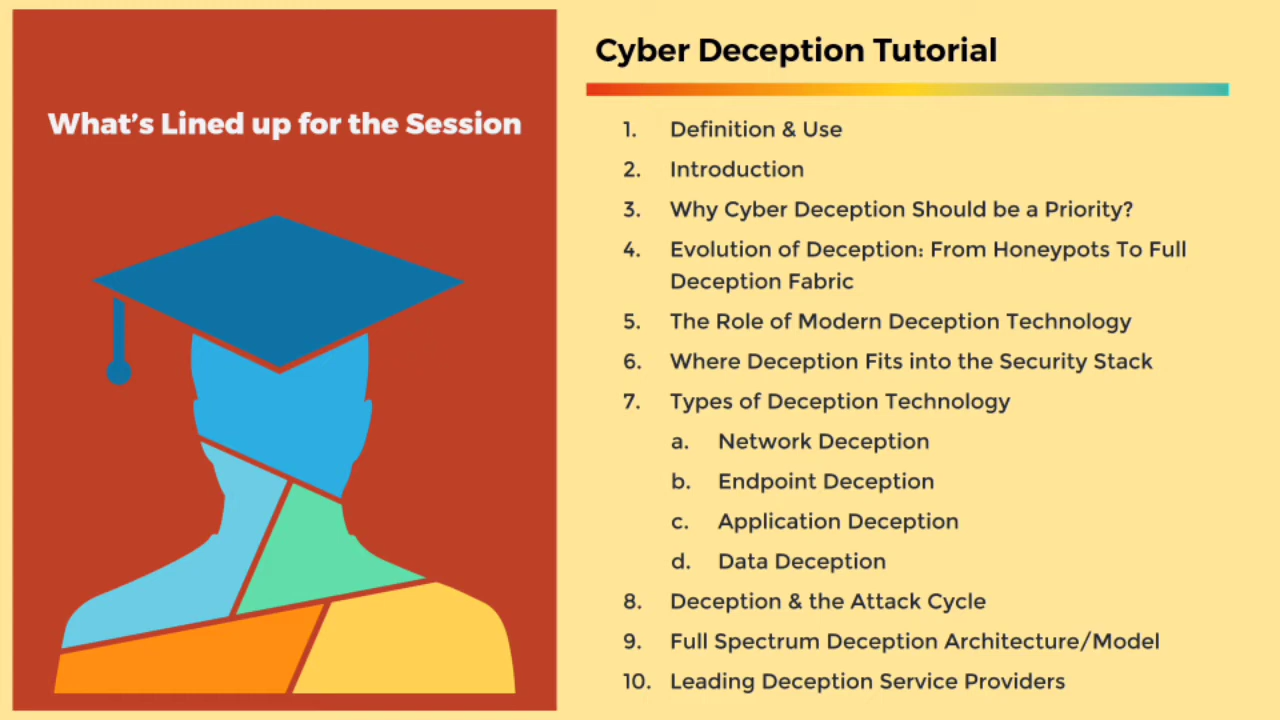 What's Lined up for the Session
Cyber Deception Tutorial
1. Definition & Use
2. Introduction
3. Why Cyber Deception Should be a Priority?
4. Evolution of Deception: From Honeypots To Full
Deception Fabric
5. The Role of Modern Deception Technology
6. Where Deception Fits into the Security Stack
7. Types of Deception Technology
a. Network Deception
b. Endpoint Deception
c. Application Deception
d. Data Deception
8. Deception & the Attack Cycle
9. Full Spectrum Deception Architecture/Model
10. Leading Deception Service Providers